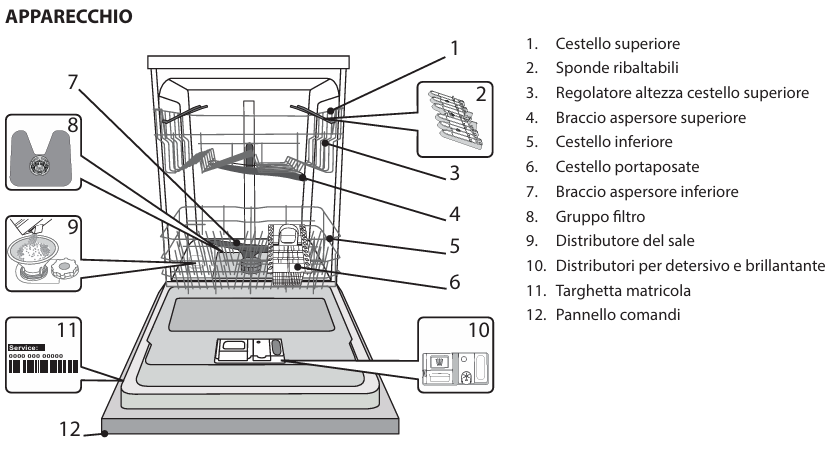 APPARECCHIO
1
7
2
8
3
9
4
5
6
11
10
Service:
0000 000 00000
12
1. Cestello superiore
2. Sponde ribaltabili
3. Regolatore altezza cestello superiore
4. Braccio aspersore superiore
5. Cestello inferiore
6. Cestello portaposate
7. Braccio aspersore inferiore
8. Gruppo filtro
9. Distributore del sale
10. Distributori per detersivo e brillantante
11. Targhetta matricola
12. Pannello comandi